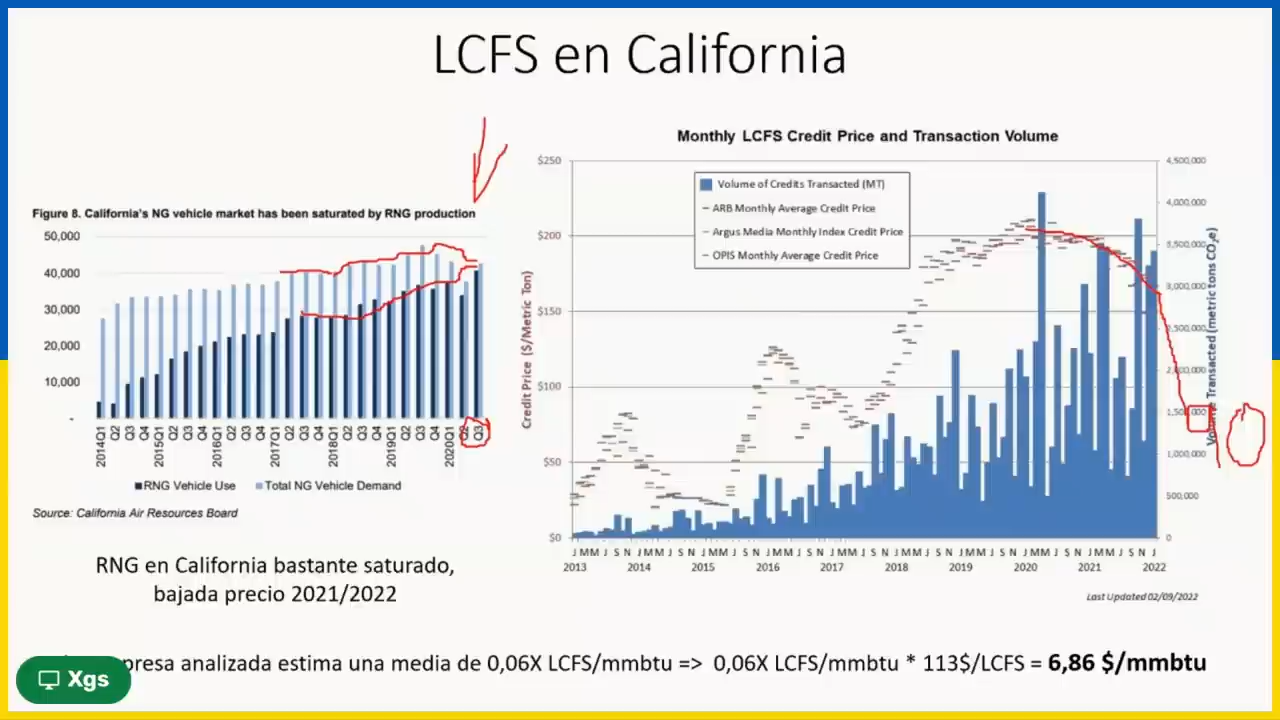 LCFS en California
Figure 8. California's NG vehicle market has been saturated by RNG production
50,000
40,000
30,000
20,000
10,000
-
2014Q1 Q2 Q3 Q4 2015Q1 Q2 Q3 Q4 2016Q1 Q2 Q3 Q4 2017Q1 Q2 Q3 Q4 2018Q1 Q2 Q3 Q4 2019Q1 Q2 Q3 Q4 2020Q1 Q2 Q3
RNG Vehicle Use Total NG Vehicle Demand
Source: California Air Resources Board
RNG en California bastante saturado,
bajada precio 2021/2022
Monthly LCFS Credit Price and Transaction Volume
Credit Price ($/Metric Ton)
$250
$200
$150
$100
$50
$0
Volume of Credits Transacted (MT)
ARB Monthly Average Credit Price
Argus Media Monthly Index Credit Price
OPIS Monthly Average Credit Price
4,500,000
4,000,000
3,500,000
3,000,000
2,500,000
2,000,000
1,500,000
1,000,000
500,000
0
Volume Transacted (metric tons CO₂e)
J M M J S N J M M J S N J M M J S N J M M J S N J M M J S N J M M J S N J M M J S N J M M J S N J M M J S N J
2013 2014 2015 2016 2017 2018 2019 2020 2021 2022
Last Updated 02/09/2022
presa analizada estima una media de 0,06X LCFS/mmbtu => 0,06X LCFS/mmbtu * 113$/LCFS = 6,86 $/mmbtu
Xgs